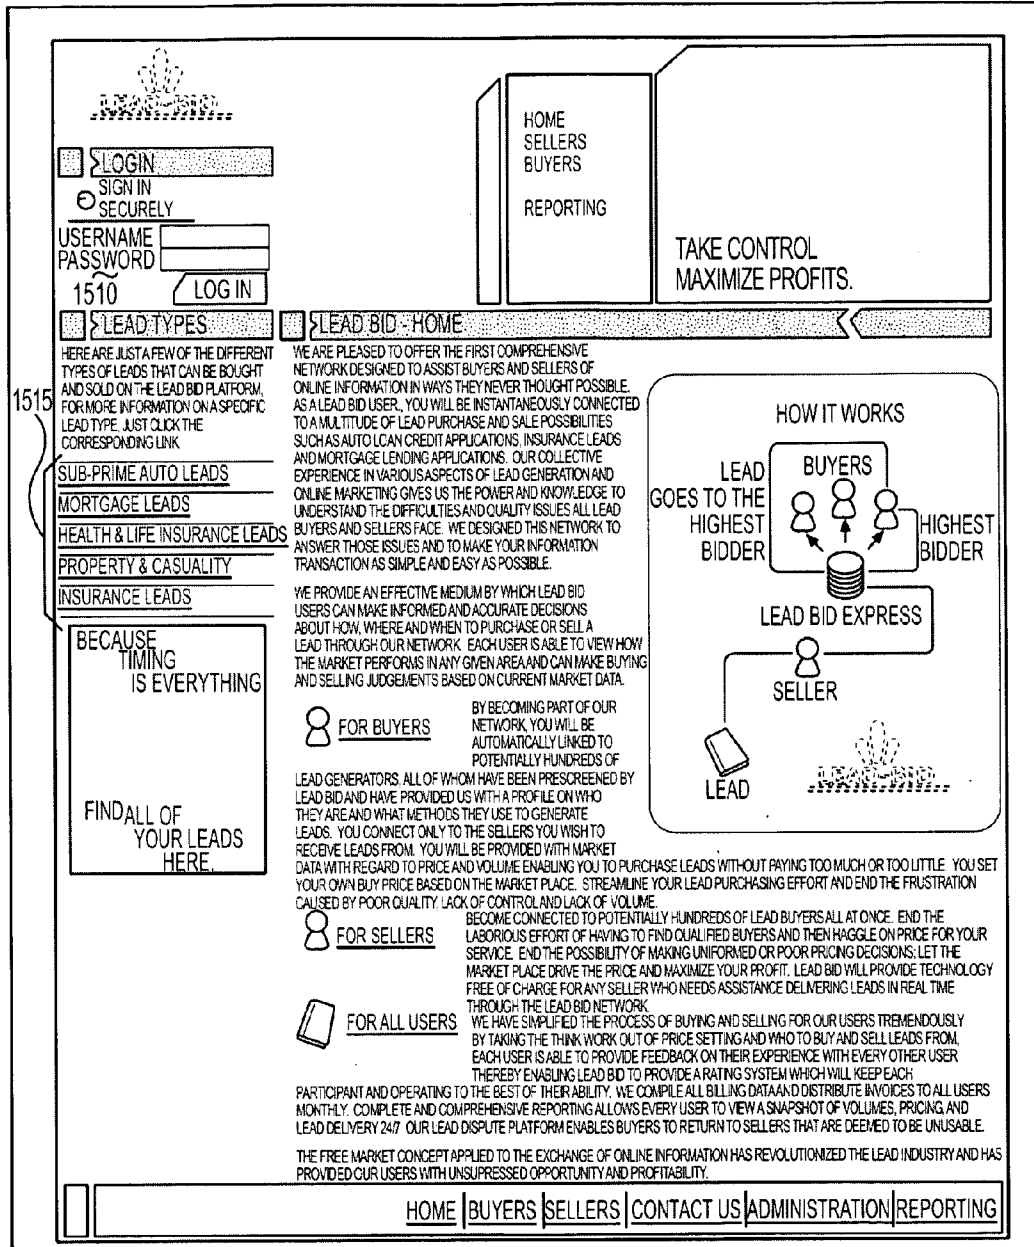 LEAD-BID
LOGIN
SIGN IN
SECURELY
USERNAME
PASSWORD
1510
LOG IN
HOME
SELLERS
BUYERS
REPORTING
TAKE CONTROL
MAXIMIZE PROFITS.
LEAD TYPES
HERE ARE JUST A FEW OF THE DIFFERENT
TYPES OF LEADS THAT CAN BE BOUGHT
AND SOLD ON THE LEAD BID PLATFORM,
FOR MORE INFORMATION ON A SPECIFIC
LEAD TYPE, JUST CLICK THE
CORRESPONDING LINK
1515
SUB-PRIME AUTO LEADS
MORTGAGE LEADS
HEALTH & LIFE INSURANCE LEADS
PROPERTY & CASUALITY
INSURANCE LEADS
BECAUSE
TIMING
IS EVERYTHING
FIND ALL OF
YOUR LEADS
HERE.
LEAD BID - HOME
WE ARE PLEASED TO OFFER THE FIRST COMPREHENSIVE
NETWORK DESIGNED TO ASSIST BUYERS AND SELLERS OF
ONLINE INFORMATION IN WAYS THEY NEVER THOUGHT POSSIBLE.
AS A LEAD BID USER., YOU WILL BE INSTANTANEOUSLY CONNECTED
TO A MULTITUDE OF LEAD PURCHASE AND SALE POSSIBILITIES
SUCH AS AUTO LOAN CREDIT APPLICATIONS, INSURANCE LEADS
AND MORTGAGE LENDING APPLICATIONS. OUR COLLECTIVE
EXPERIENCE IN VARIOUS ASPECTS OF LEAD GENERATION AND
ONLINE MARKETING GIVES US THE POWER AND KNOWLEDGE TO
UNDERSTAND THE DIFFICULTIES AND QUALITY ISSUES ALL LEAD
BUYERS AND SELLERS FACE. WE DESIGNED THIS NETWORK TO
ANSWER THOSE ISSUES AND TO MAKE YOUR INFORMATION
TRANSACTION AS SIMPLE AND EASY AS POSSIBLE.
WE PROVIDE AN EFFECTIVE MEDIUM BY WHICH LEAD BID
USERS CAN MAKE INFORMED AND ACCURATE DECISIONS
ABOUT HOW, WHERE AND WHEN TO PURCHASE OR SELL A
LEAD THROUGH OUR NETWORK. EACH USER IS ABLE TO VIEW HOW
THE MARKET PERFORMS IN ANY GIVEN AREA AND CAN MAKE BUYING
AND SELLING JUDGEMENTS BASED ON CURRENT MARKET DATA.
HOW IT WORKS
BUYERS
LEAD
GOES TO THE
HIGHEST
BIDDER
HIGHEST
BIDDER
LEAD BID EXPRESS
SELLER
LEAD
LEAD-BID
FOR BUYERS
BY BECOMING PART OF OUR
NETWORK, YOU WILL BE
AUTOMATICALLY LINKED TO
POTENTIALLY HUNDREDS OF
LEAD GENERATORS, ALL OF WHOM HAVE BEEN PRESCREENED BY
LEAD BID AND HAVE PROVIDED US WITH A PROFILE ON WHO
THEY ARE AND WHAT METHODS THEY USE TO GENERATE
LEADS. YOU CONNECT ONLY TO THE SELLERS YOU WISH TO
RECEIVE LEADS FROM. YOU WILL BE PROVIDED WITH MARKET
DATA WITH REGARD TO PRICE AND VOLUME ENABLING YOU TO PURCHASE LEADS WITHOUT PAYING TOO MUCH OR TOO LITTLE. YOU SET
YOUR OWN BUY PRICE BASED ON THE MARKET PLACE. STREAMLINE YOUR LEAD PURCHASING EFFORT AND END THE FRUSTRATION
CAUSED BY POOR QUALITY, LACK OF CONTROL AND LACK OF VOLUME.
FOR SELLERS
BECOME CONNECTED TO POTENTIALLY HUNDREDS OF LEAD BUYERS ALL AT ONCE. END THE
LABORIOUS EFFORT OF HAVING TO FIND QUALIFIED BUYERS AND THEN HAGGLE ON PRICE FOR YOUR
SERVICE. END THE POSSIBILITY OF MAKING UNIFORMED OR POOR PRICING DECISIONS; LET THE
MARKET PLACE DRIVE THE PRICE AND MAXIMIZE YOUR PROFIT. LEAD BID WILL PROVIDE TECHNOLOGY
FREE OF CHARGE FOR ANY SELLER WHO NEEDS ASSISTANCE DELIVERING LEADS IN REAL TIME
THROUGH THE LEAD BID NETWORK.
FOR ALL USERS
WE HAVE SIMPLIFIED THE PROCESS OF BUYING AND SELLING FOR OUR USERS TREMENDOUSLY
BY TAKING THE THINK WORK OUT OF PRICE SETTING AND WHO TO BUY AND SELL LEADS FROM,
EACH USER IS ABLE TO PROVIDE FEEDBACK ON THEIR EXPERIENCE WITH EVERY OTHER USER
THEREBY ENABLING LEAD BID TO PROVIDE A RATING SYSTEM WHICH WILL KEEP EACH
PARTICIPANT AND OPERATING TO THE BEST OF THEIR ABILITY. WE COMPILE ALL BILLING DATA AND DISTRIBUTE INVOICES TO ALL USERS
MONTHLY. COMPLETE AND COMPREHENSIVE REPORTING ALLOWS EVERY USER TO VIEW A SNAPSHOT OF VOLUMES, PRICING, AND
LEAD DELIVERY 24/7 OUR LEAD DISPUTE PLATFORM ENABLES BUYERS TO RETURN TO SELLERS THAT ARE DEEMED TO BE UNUSABLE.
THE FREE MARKET CONCEPT APPLIED TO THE EXCHANGE OF ONLINE INFORMATION HAS REVOLUTIONIZED THE LEAD INDUSTRY AND HAS
PROVIDED OUR USERS WITH UNSUPRESSED OPPORTUNITY AND PROFITABILITY.
HOME BUYERS SELLERS CONTACT US ADMINISTRATION REPORTING